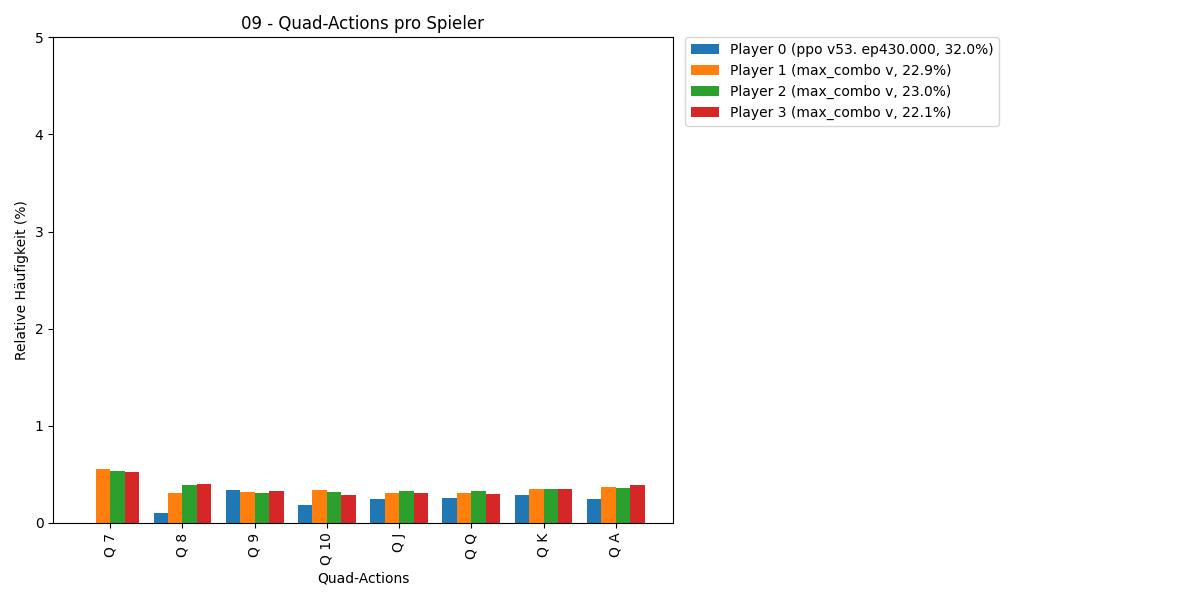 09 - Quad-Actions pro Spieler
Player 0 (ppo v53. ep430.000, 32.0%)
Player 1 (max_combo v, 22.9%)
Player 2 (max_combo v, 23.0%)
Player 3 (max_combo v, 22.1%)
Relative Häufigkeit (%)
5
4
3
2
1
0
Q 7
Q 8
Q 9
Q 10
Q J
Q Q
Q K
Q A
Quad-Actions